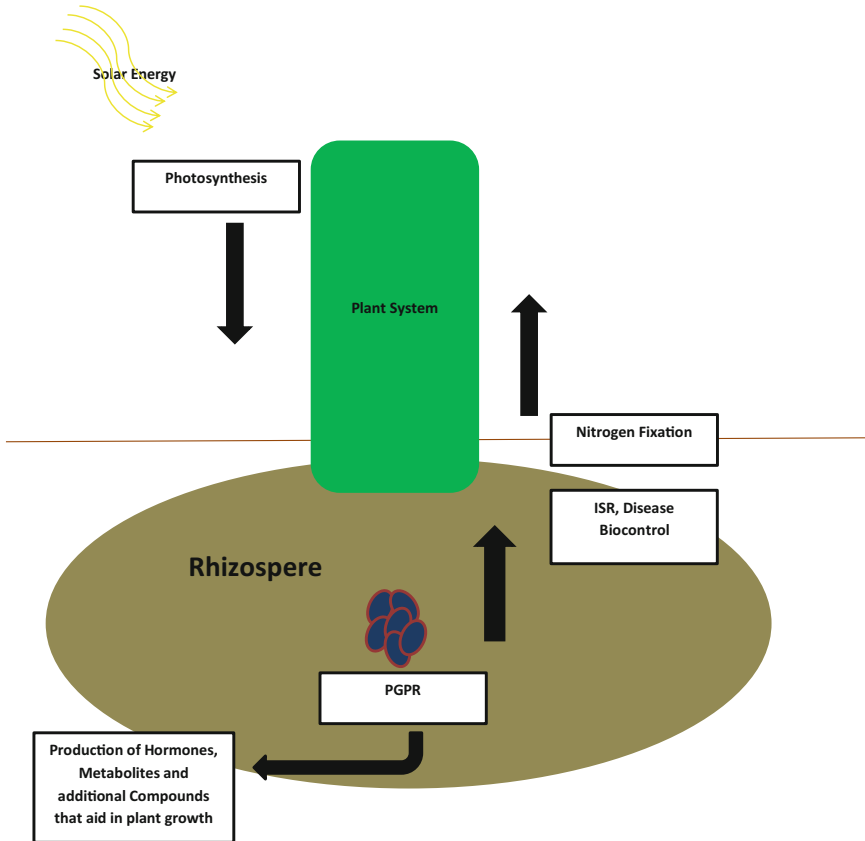 Solar Energy
Photosynthesis
Plant System
Nitrogen Fixation
ISR, Disease
Biocontrol
Rhizospere
PGPR
Production of Hormones,
Metabolites and
additional Compounds
that aid in plant growth